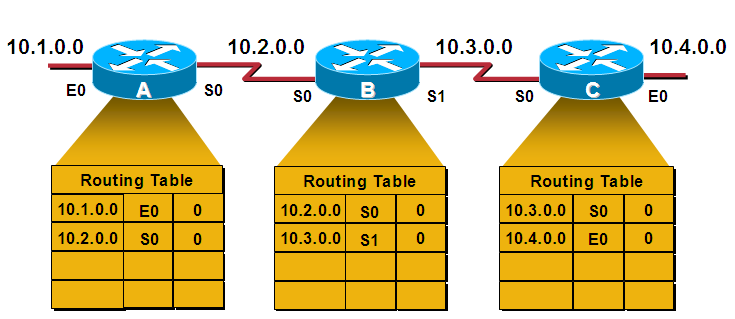 10.1.0.0 10.2.0.0 10.3.0.0 10.4.0.0
E0 A S0 S0 B S1 S0 C E0
Routing Table
10.1.0.0 E0 0
10.2.0.0 S0 0
Routing Table
10.2.0.0 S0 0
10.3.0.0 S1 0
Routing Table
10.3.0.0 S0 0
10.4.0.0 E0 0